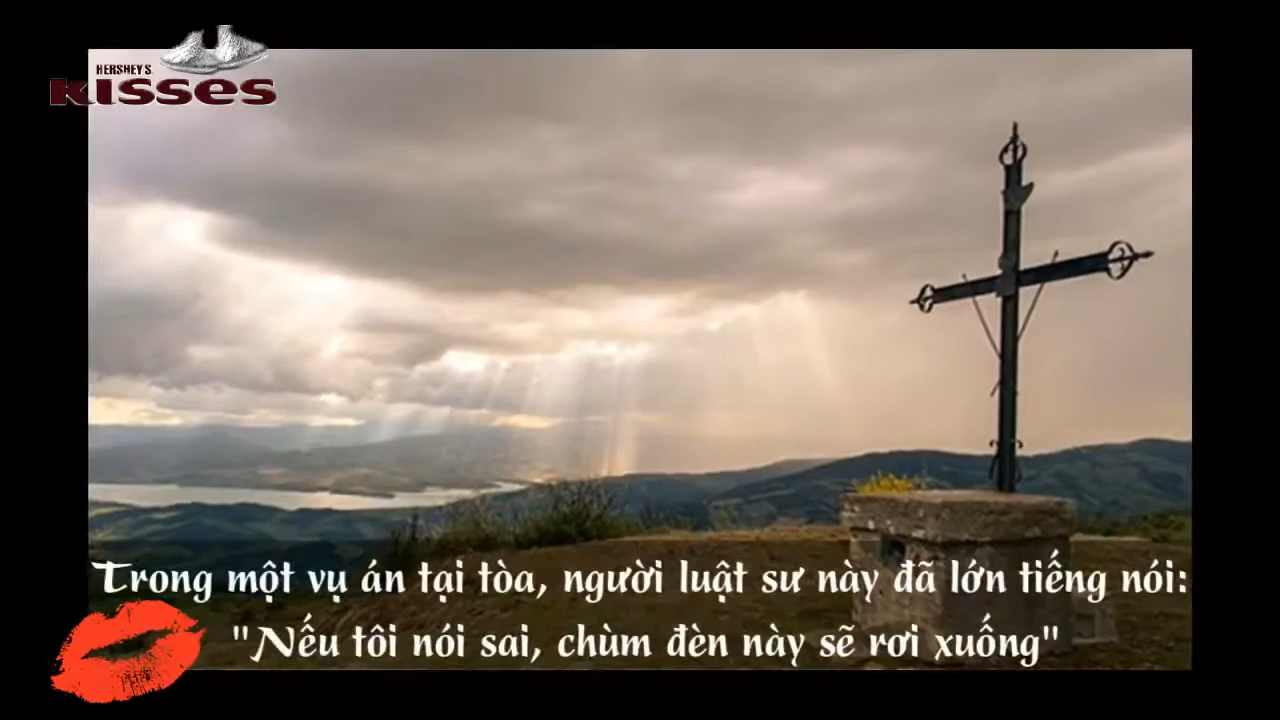 HERSHEY'S
KISSES
Trong một vụ án tại tòa, người luật sư này đã lớn tiếng nói:
"Nếu tôi nói sai, chùm đèn này sẽ rơi xuống"